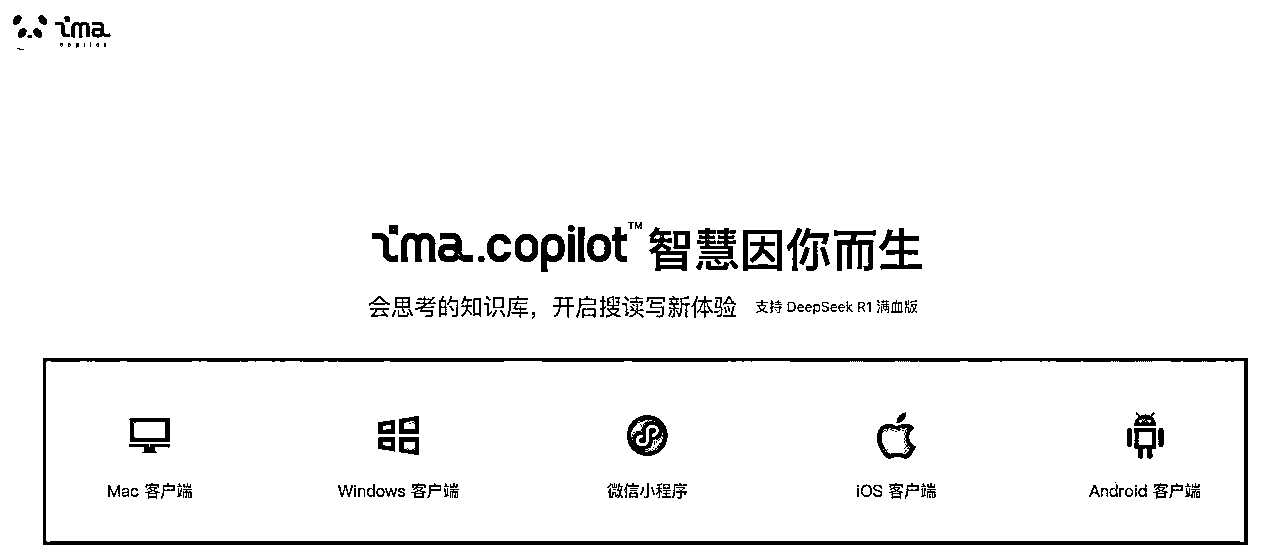 ima
copilot
ima.copilot™ 智慧因你而生
会思考的知识库，开启搜读写新体验 支持 DeepSeek R1 满血版
Mac 客户端 Windows 客户端 微信小程序 iOS 客户端 Android 客户端